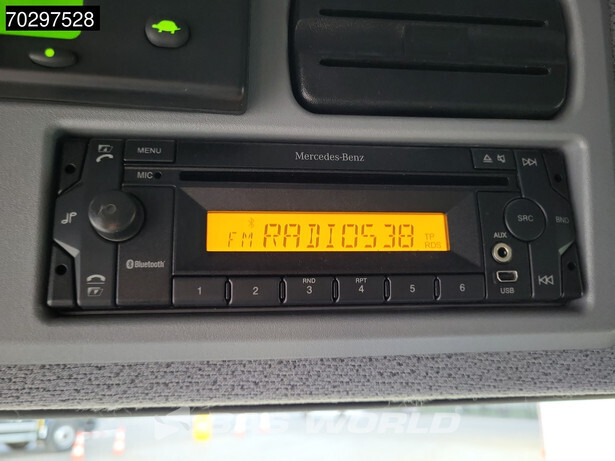 70297528
MENU
Mercedes-Benz
MIC
SRC
BND
FM RADIO538
TP
RDS
AUX
Bluetooth
RND
RPT
1 2 3 4 5 6
USB
WORLD